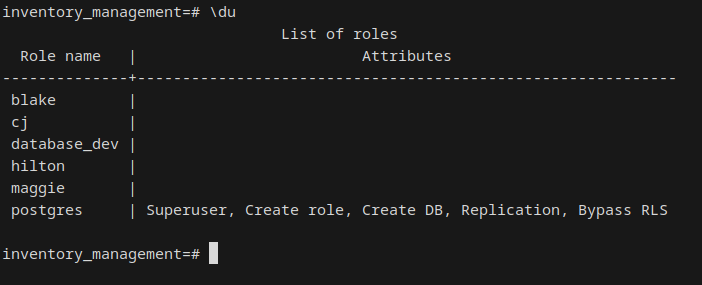 inventory_management=# \du
List of roles
Role name | Attributes
--------------+------------------------------------------------------------
blake |
cj |
database_dev |
hilton |
maggie |
postgres | Superuser, Create role, Create DB, Replication, Bypass RLS
inventory_management=#